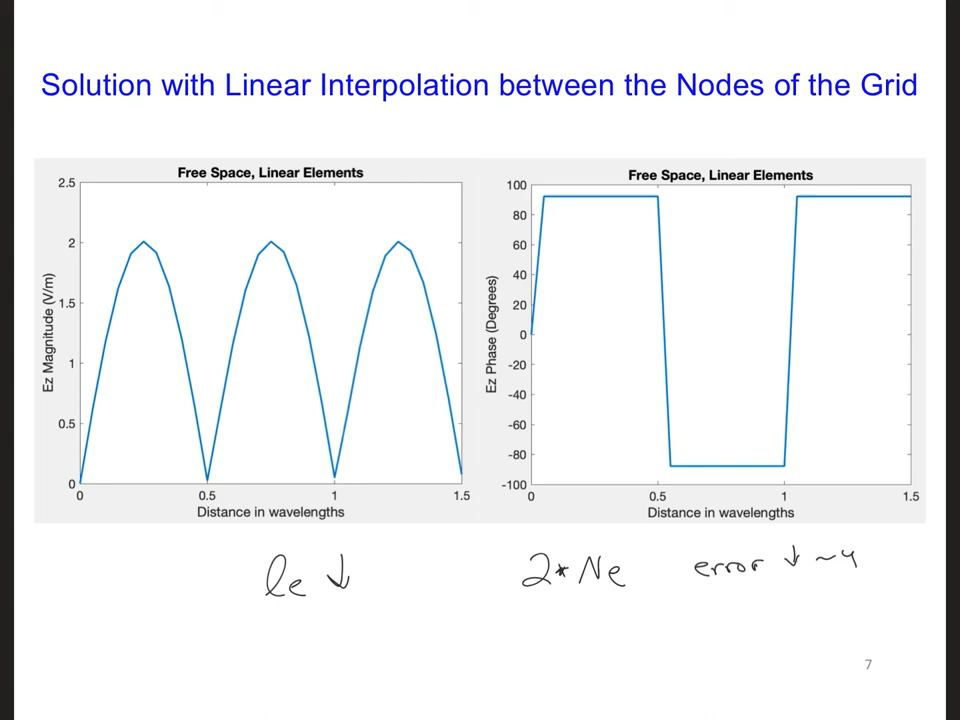 Solution with Linear Interpolation between the Nodes of the Grid
Free Space, Linear Elements
2.5
2
1.5
1
0.5
0
Ez Magnitude (V/m)
0 0.5 1 1.5
Distance in wavelengths
Free Space, Linear Elements
100
80
60
40
20
0
-20
-40
-60
-80
-100
Ez Phase (Degrees)
0 0.5 1 1.5
Distance in wavelengths
le ↓
2* Ne error ↓ ~4
7